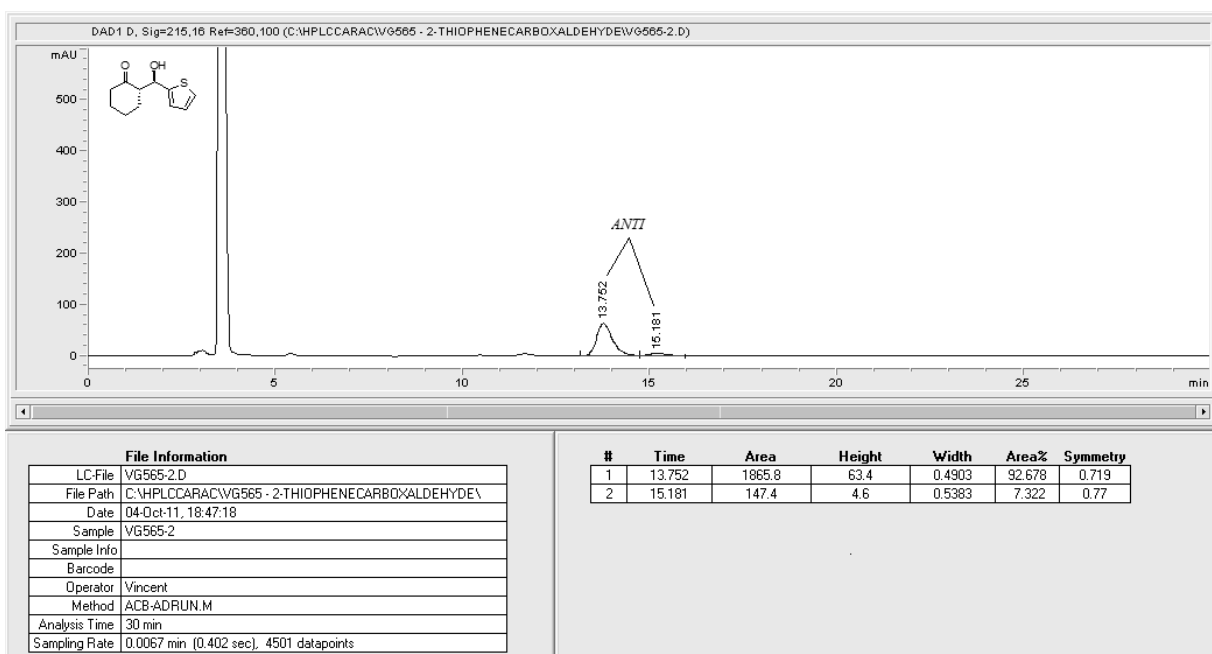 DAD1 D, Sig=215,16 Ref=360,100 (C:\HPLCCARAC\VG565 - 2-THIOPHENECARBOXALDEHYDE\VG565-2.D)
mAU
O OH
S
500
400
300
200
100
0
ANTI
13.752
15.181
0 5 10 15 20 25 min
File Information
LC-File VG565-2.D
File Path C:\HPLCCARAC\VG565 - 2-THIOPHENECARBOXALDEHYDE\
Date 04-Oct-11, 18:47:18
Sample VG565-2
Sample Info
Barcode
Operator Vincent
Method ACB-ADRUN.M
Analysis Time 30 min
Sampling Rate 0.0067 min (0.402 sec), 4501 datapoints
# Time Area Height Width Area% Symmetry
1 13.752 1865.8 63.4 0.4903 92.678 0.719
2 15.181 147.4 4.6 0.5383 7.322 0.77